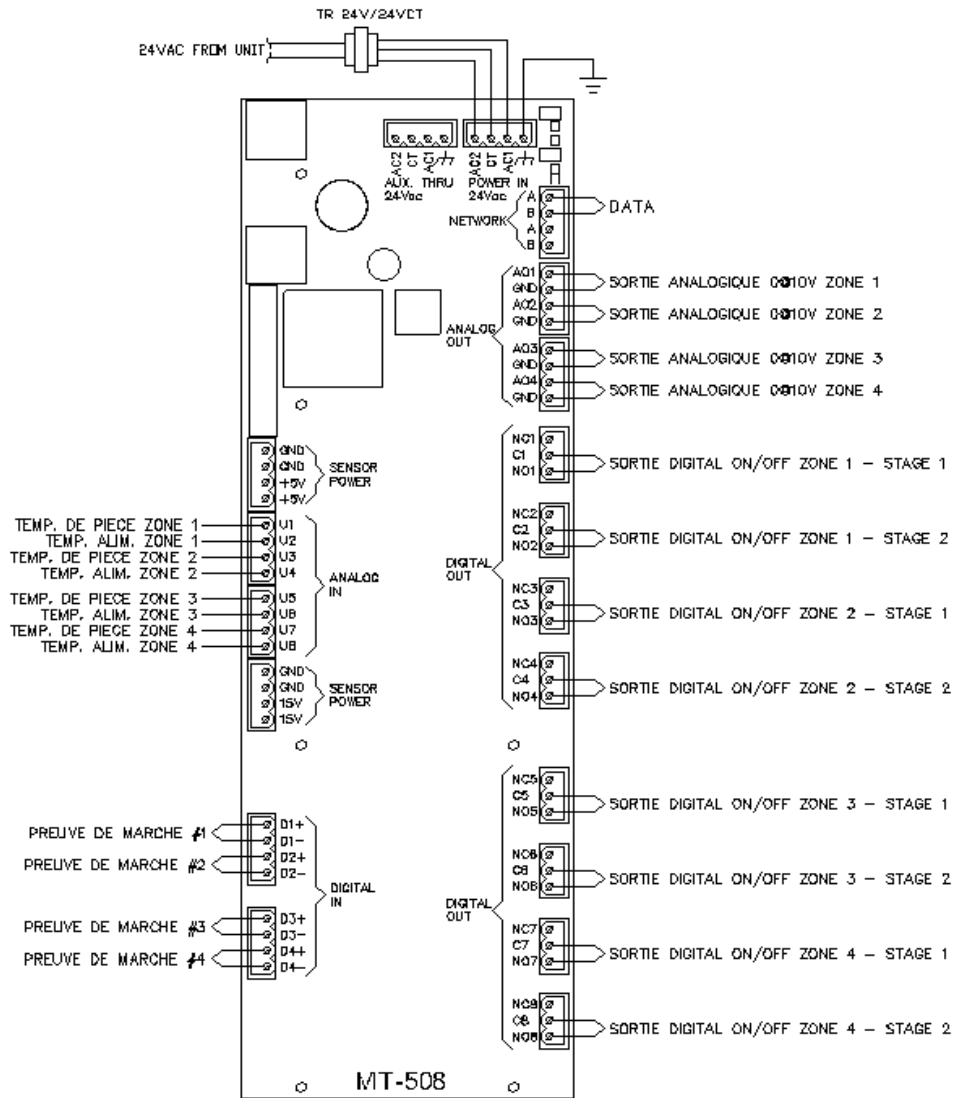 TR 24V/24VCT
24VAC FROM UNIT
AC2
CT
AC1
AC2
CT
AC1
AUX. THRU
24Vac
POWER IN
24Vac
NETWORK
A
B
A
B
DATA
ANALOG
OUT
AO1
GND
AO2
GND
SORTIE ANALOGIQUE 0@10V ZONE 1
SORTIE ANALOGIQUE 0@10V ZONE 2
AO3
GND
AO4
GND
SORTIE ANALOGIQUE 0@10V ZONE 3
SORTIE ANALOGIQUE 0@10V ZONE 4
GND
GND
+5V
+5V
SENSOR
POWER
TEMP. DE PIECE ZONE 1
U1
TEMP. ALIM. ZONE 1
U2
TEMP. DE PIECE ZONE 2
U3
TEMP. ALIM. ZONE 2
U4
TEMP. DE PIECE ZONE 3
U5
TEMP. ALIM. ZONE 3
U6
TEMP. DE PIECE ZONE 4
U7
TEMP. ALIM. ZONE 4
U8
ANALOG
IN
GND
GND
15V
15V
SENSOR
POWER
DIGITAL
OUT
NC1
C1
NO1
SORTIE DIGITAL ON/OFF ZONE 1 - STAGE 1
NC2
C2
NO2
SORTIE DIGITAL ON/OFF ZONE 1 - STAGE 2
NC3
C3
NO3
SORTIE DIGITAL ON/OFF ZONE 2 - STAGE 1
NC4
C4
NO4
SORTIE DIGITAL ON/OFF ZONE 2 - STAGE 2
PREUVE DE MARCHE #1
D1+
D1-
PREUVE DE MARCHE #2
D2+
D2-
PREUVE DE MARCHE #3
D3+
D3-
PREUVE DE MARCHE #4
D4+
D4-
DIGITAL
IN
DIGITAL
OUT
NC5
C5
NO5
SORTIE DIGITAL ON/OFF ZONE 3 - STAGE 1
NC6
C6
NO6
SORTIE DIGITAL ON/OFF ZONE 3 - STAGE 2
NC7
C7
NO7
SORTIE DIGITAL ON/OFF ZONE 4 - STAGE 1
NC8
C8
NO8
SORTIE DIGITAL ON/OFF ZONE 4 - STAGE 2
MT-508